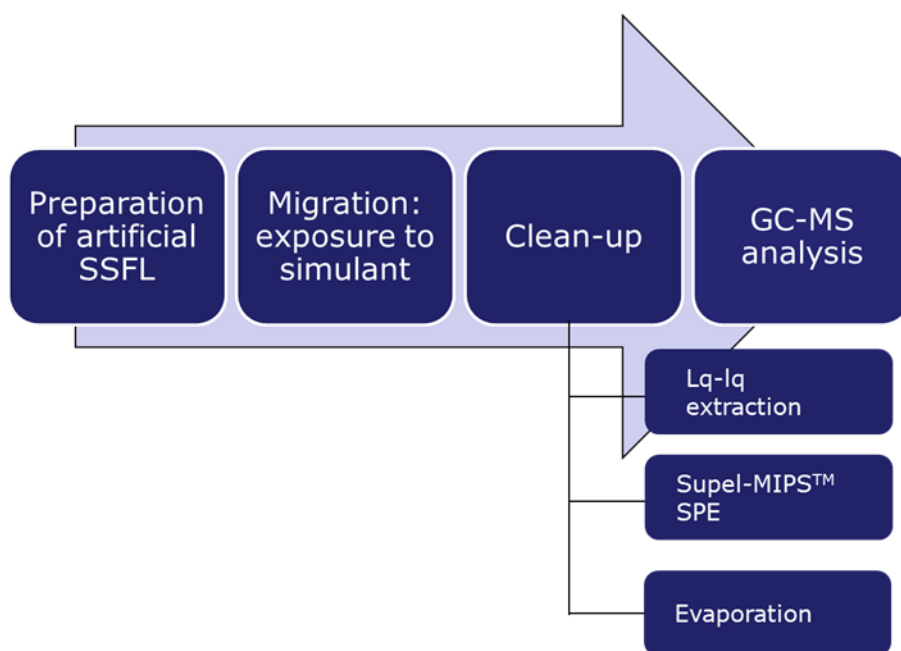 Preparation
of artificial
SSFL
Migration:
exposure to
simulant
Clean-up
GC-MS
analysis
Lq-lq
extraction
Supel-MIPS™
SPE
Evaporation